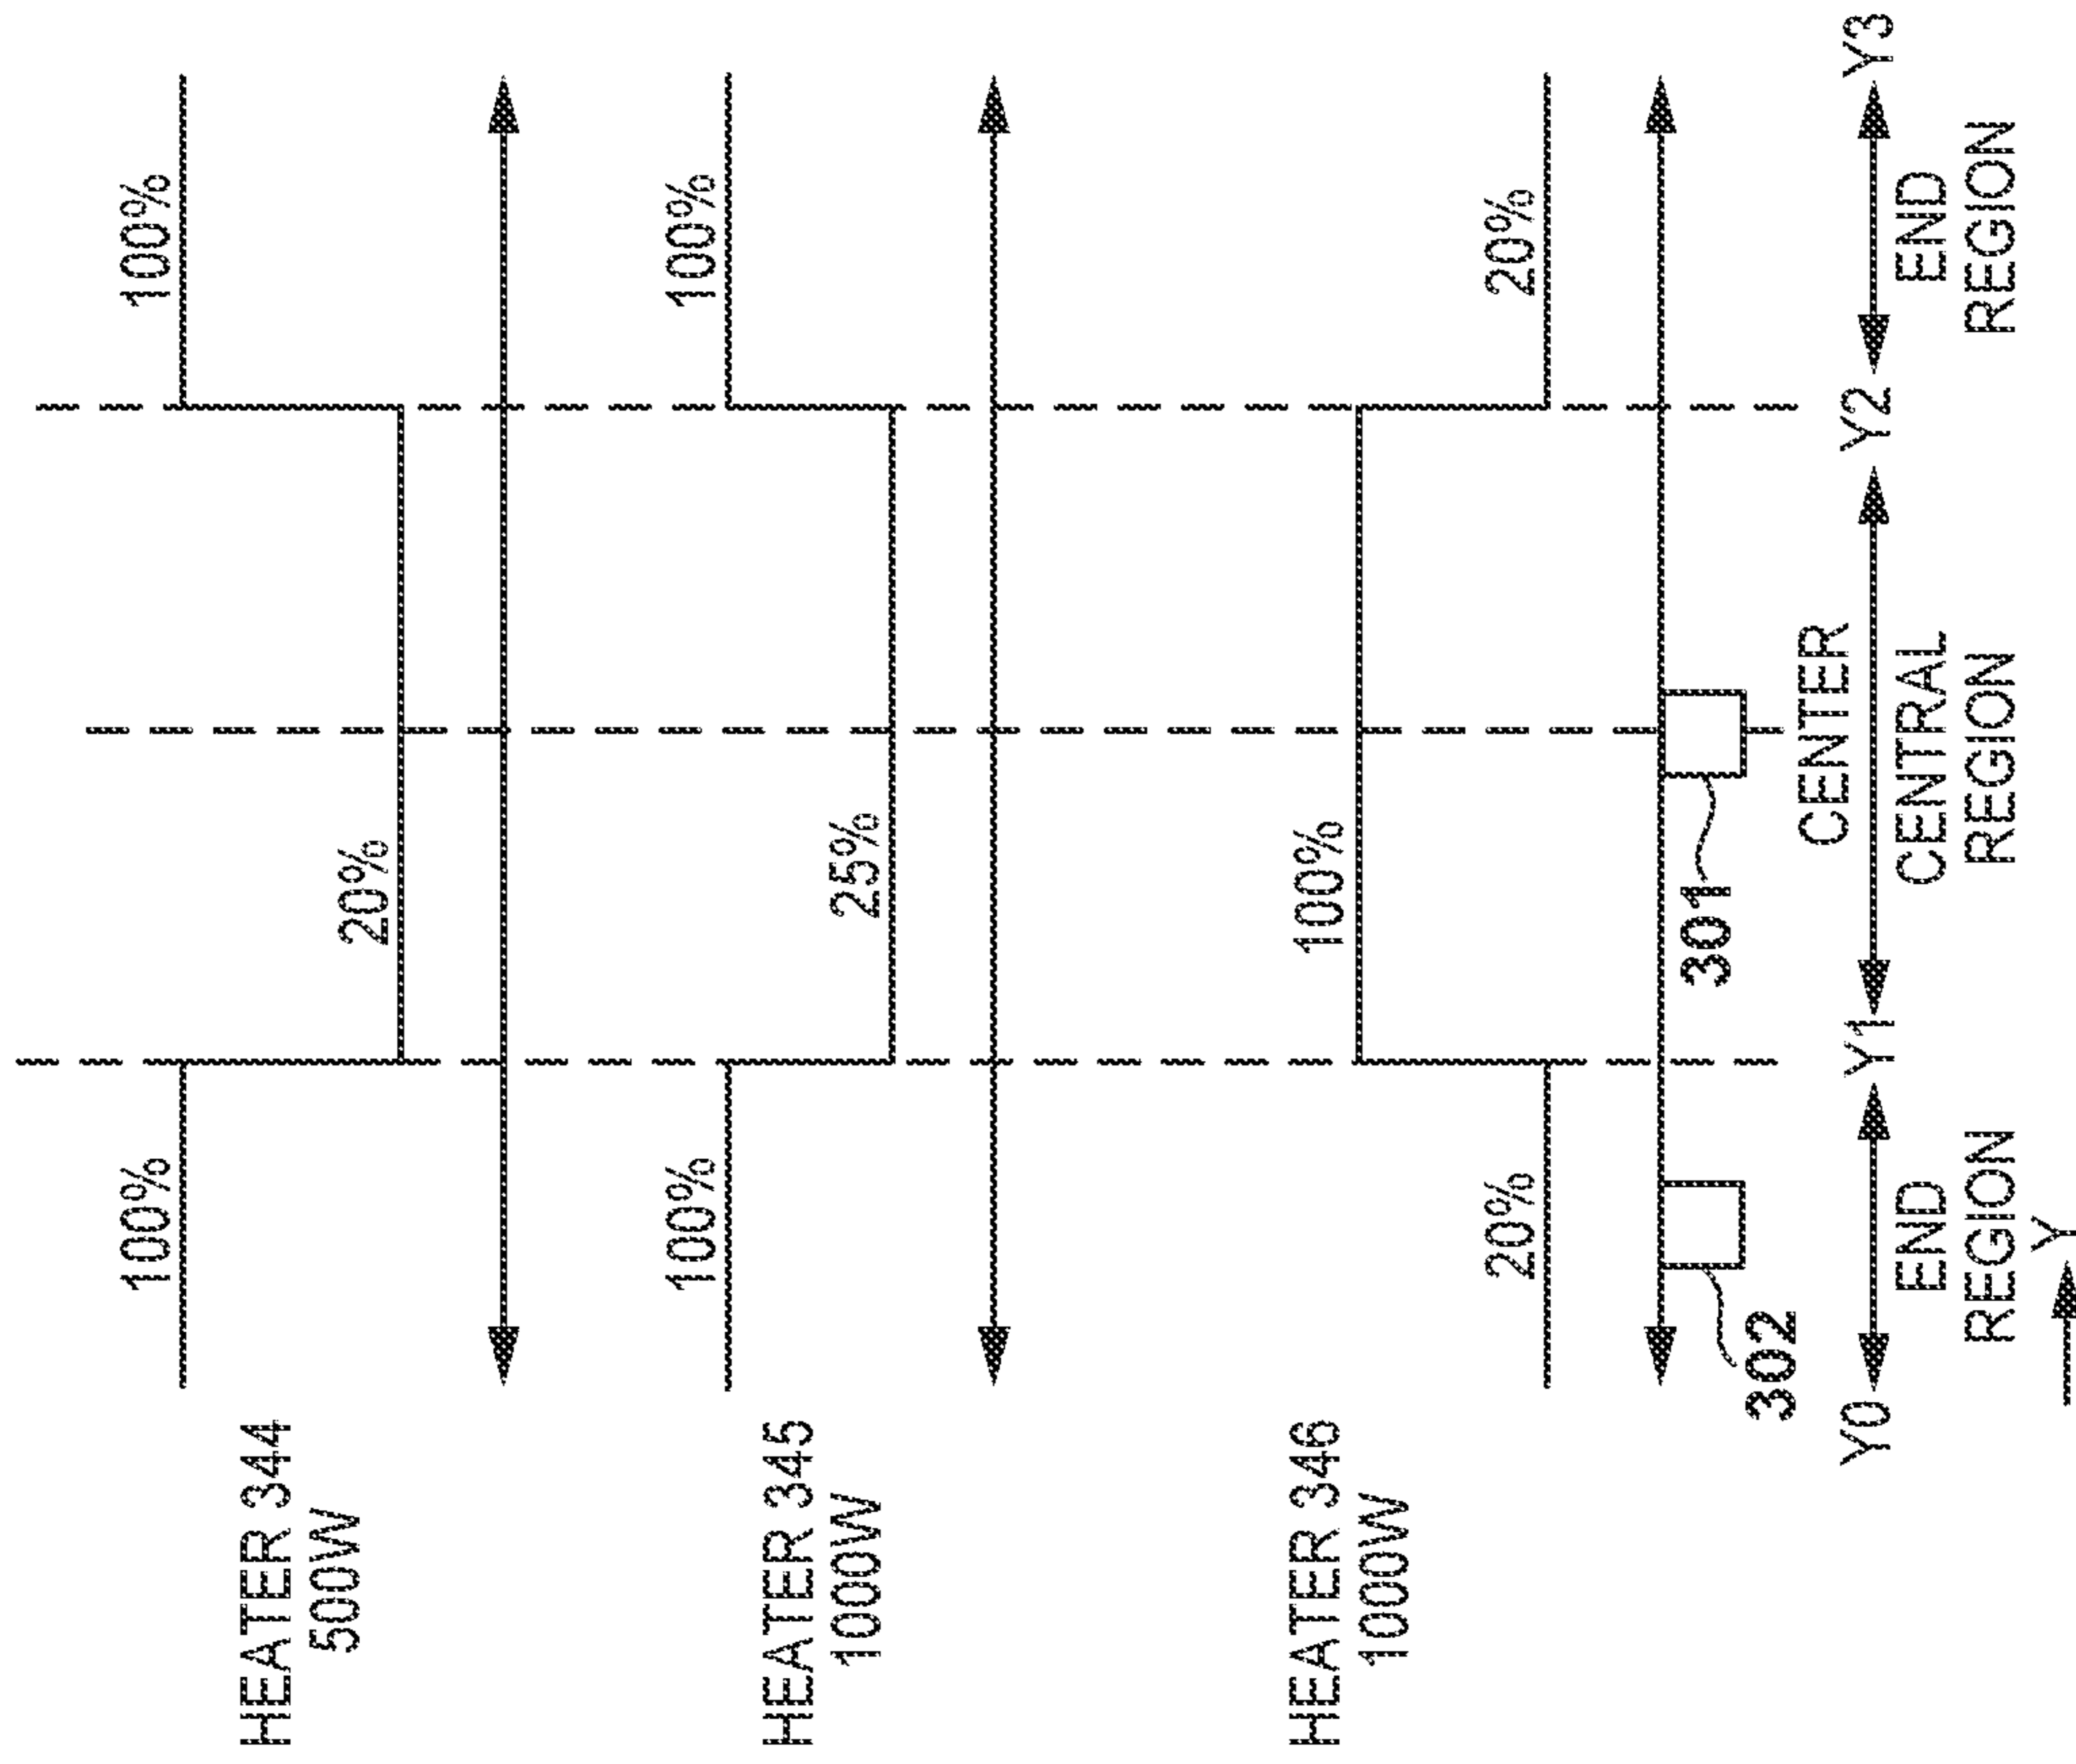 HEATER 344
500W
100%
20%
100%
HEATER 345
1000W
100%
25%
100%
HEATER 346
1000W
20%
100%
20%
302
301
CENTER
Y0
Y1
Y2
Y3
END
REGION
CENTRAL
REGION
END
REGION
Y